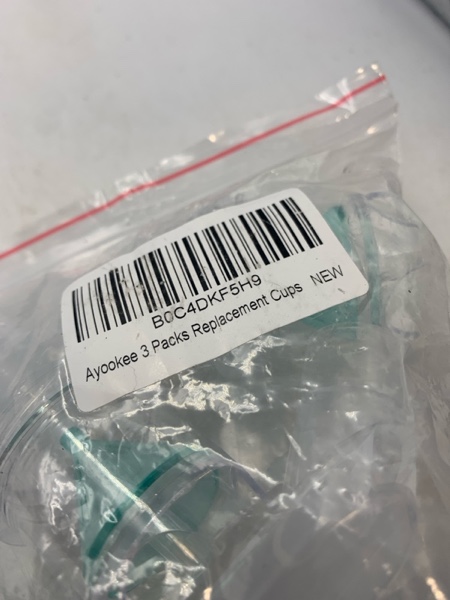 B0C4DKF5H9
Ayookee 3 Packs Replacement Cups NEW